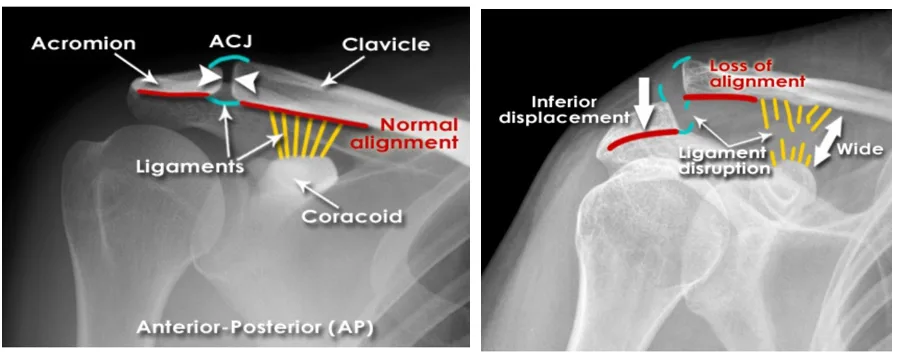 Acromion
ACJ
Clavicle
Normal
alignment
Ligaments
Coracoid
Anterior-Posterior (AP)
Loss of
alignment
Inferior
displacement
Ligament
disruption
Wide